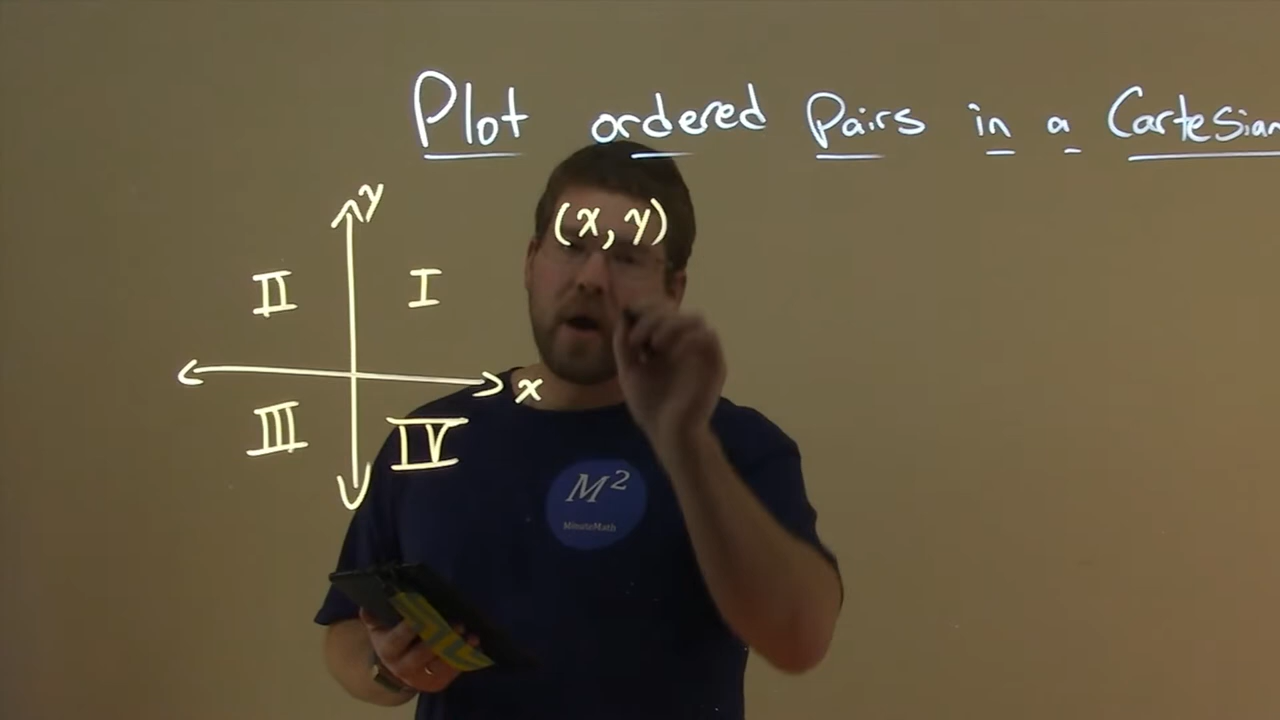 Plot ordered Pairs in a Cartesian
y
(x, y)
II I
x
III IV
M²
MinuteMath